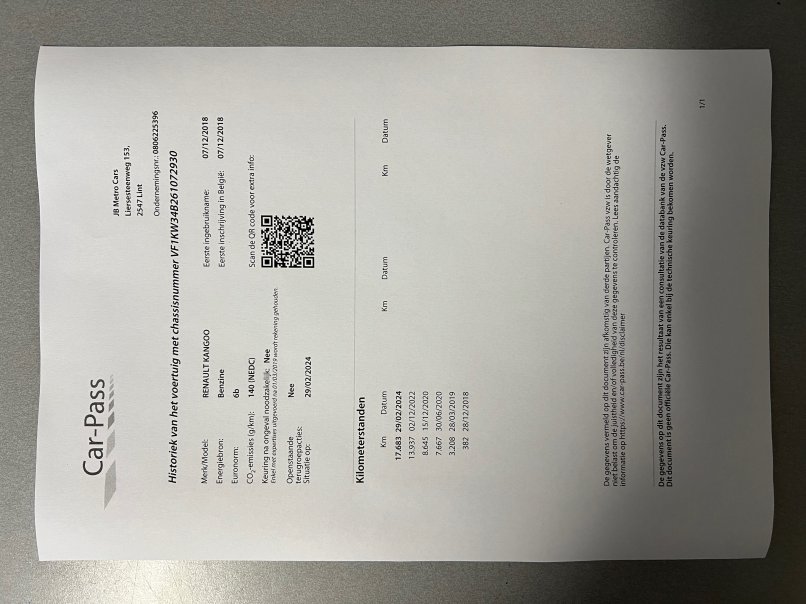 Car-Pass
JB Metro Cars
Liersesteenweg 153,
2547 Lint
Ondernemingsnr.: 0806225396
Historiek van het voertuig met chassisnummer VF1KW34B261072930
Merk/Model: RENAULT KANGOO
Eerste ingebruikname: 07/12/2018
Energiebron: Benzine
Eerste inschrijving in België: 07/12/2018
Euronorm: 6b
CO₂-emissies (g/km): 140 (NEDC)
Scan de QR code voor extra info:
Keuring na ongeval noodzakelijk: Nee
Enkel met expertises uitgevoerd na 01/03/2019 wordt rekening gehouden.
Openstaande Nee
terugroepacties:
Situatie op: 29/02/2024
Kilometerstanden
Km Datum Km Datum Km Datum
17.683 29/02/2024
13.937 02/12/2022
8.645 15/12/2020
7.667 30/06/2020
3.208 28/03/2019
382 28/12/2018
De gegevens vermeld op dit document zijn afkomstig van derde partijen. Car-Pass vzw is door de wetgever
niet belast om de juistheid en/of volledigheid van deze gegevens te controleren. Lees aandachtig de
informatie op https://www.car-pass.be/nl/disclaimer
De gegevens op dit document zijn het resultaat van een consultatie van de databank van de vzw Car-Pass.
Dit document is geen officiële Car-Pass. Die kan enkel bij de technische keuring bekomen worden.
1/1